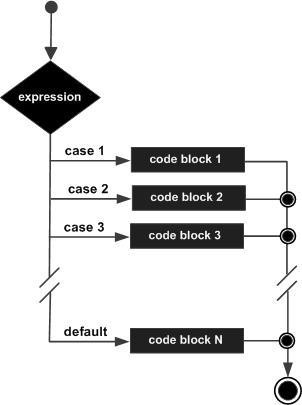 expression
case 1
code block 1
case 2
code block 2
case 3
code block 3
default
code block N